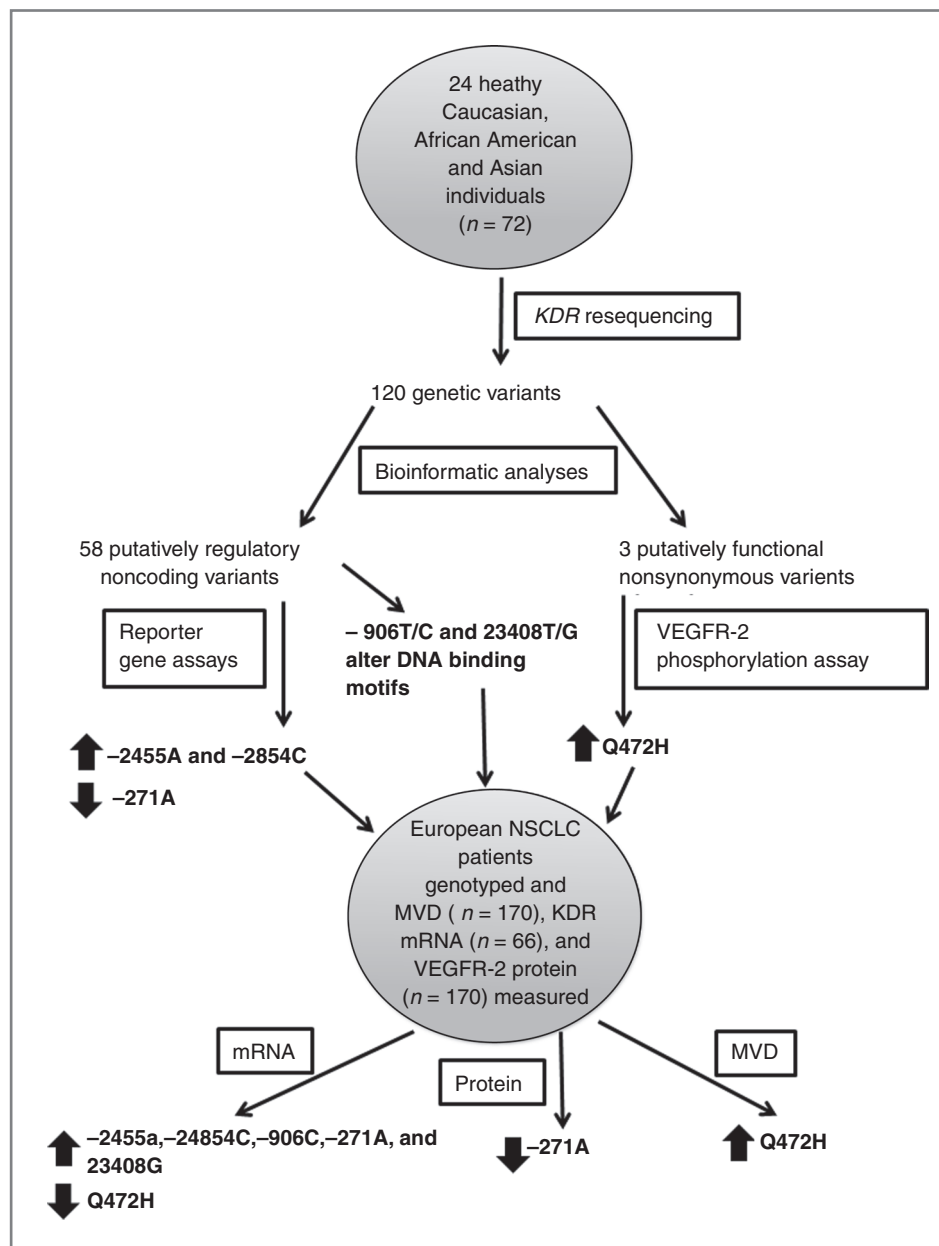 24 heathy
Caucasian,
African American
and Asian
individuals
(n = 72)
KDR resequencing
120 genetic variants
Bioinformatic analyses
58 putatively regulatory
noncoding variants
3 putatively functional
nonsynonymous varients
Reporter
gene assays
– 906T/C and 23408T/G
alter DNA binding
motifs
VEGFR-2
phosphorylation assay
–2455A and –2854C
–271A
Q472H
European NSCLC
patients
genotyped and
MVD ( n = 170), KDR
mRNA (n = 66), and
VEGFR-2 protein
(n = 170) measured
mRNA
Protein
MVD
–2455a,–24854C,–906C,–271A, and
23408G
Q472H
–271A
Q472H